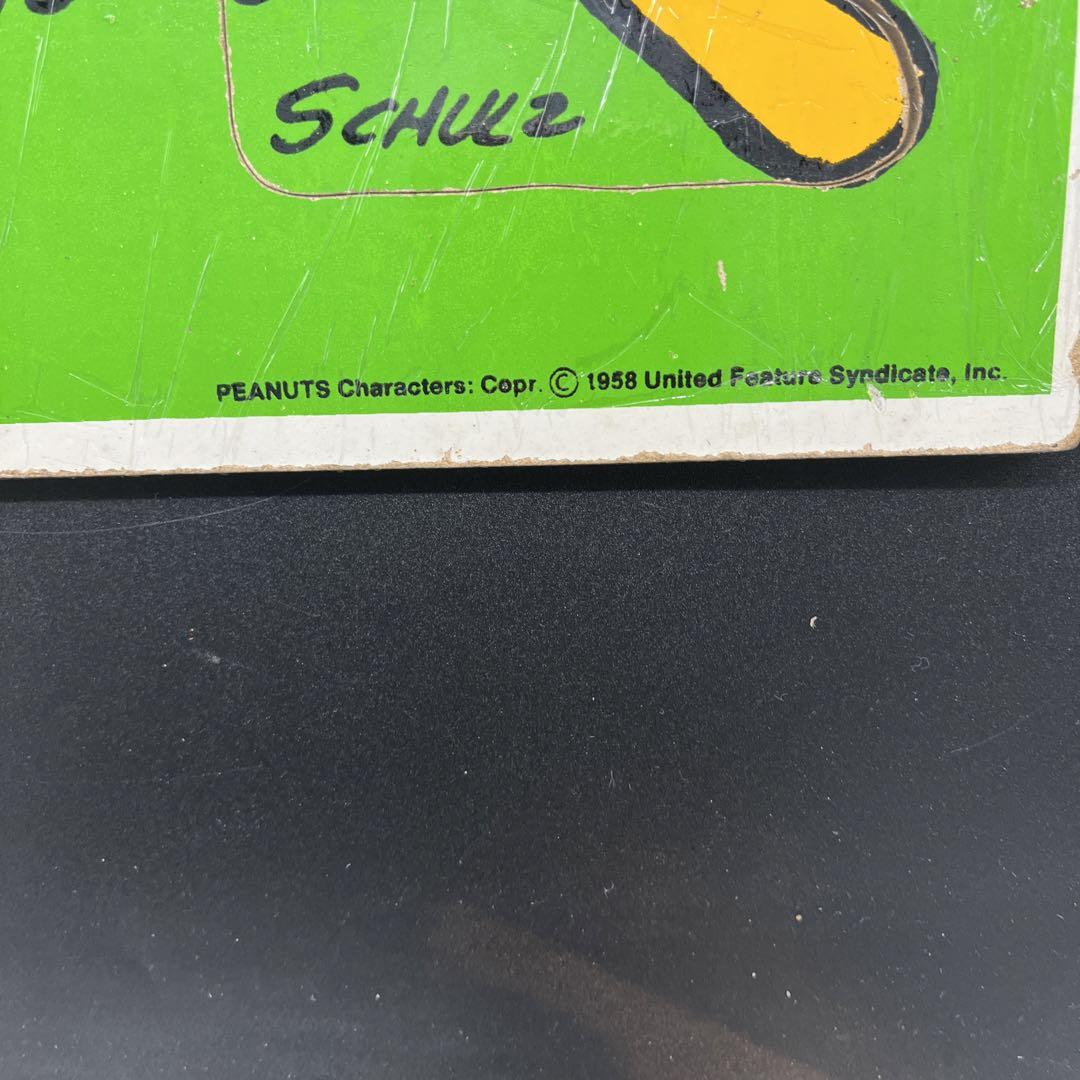 SCHULZ
PEANUTS Characters: Copr. © 1958 United Feature Syndicate, Inc.